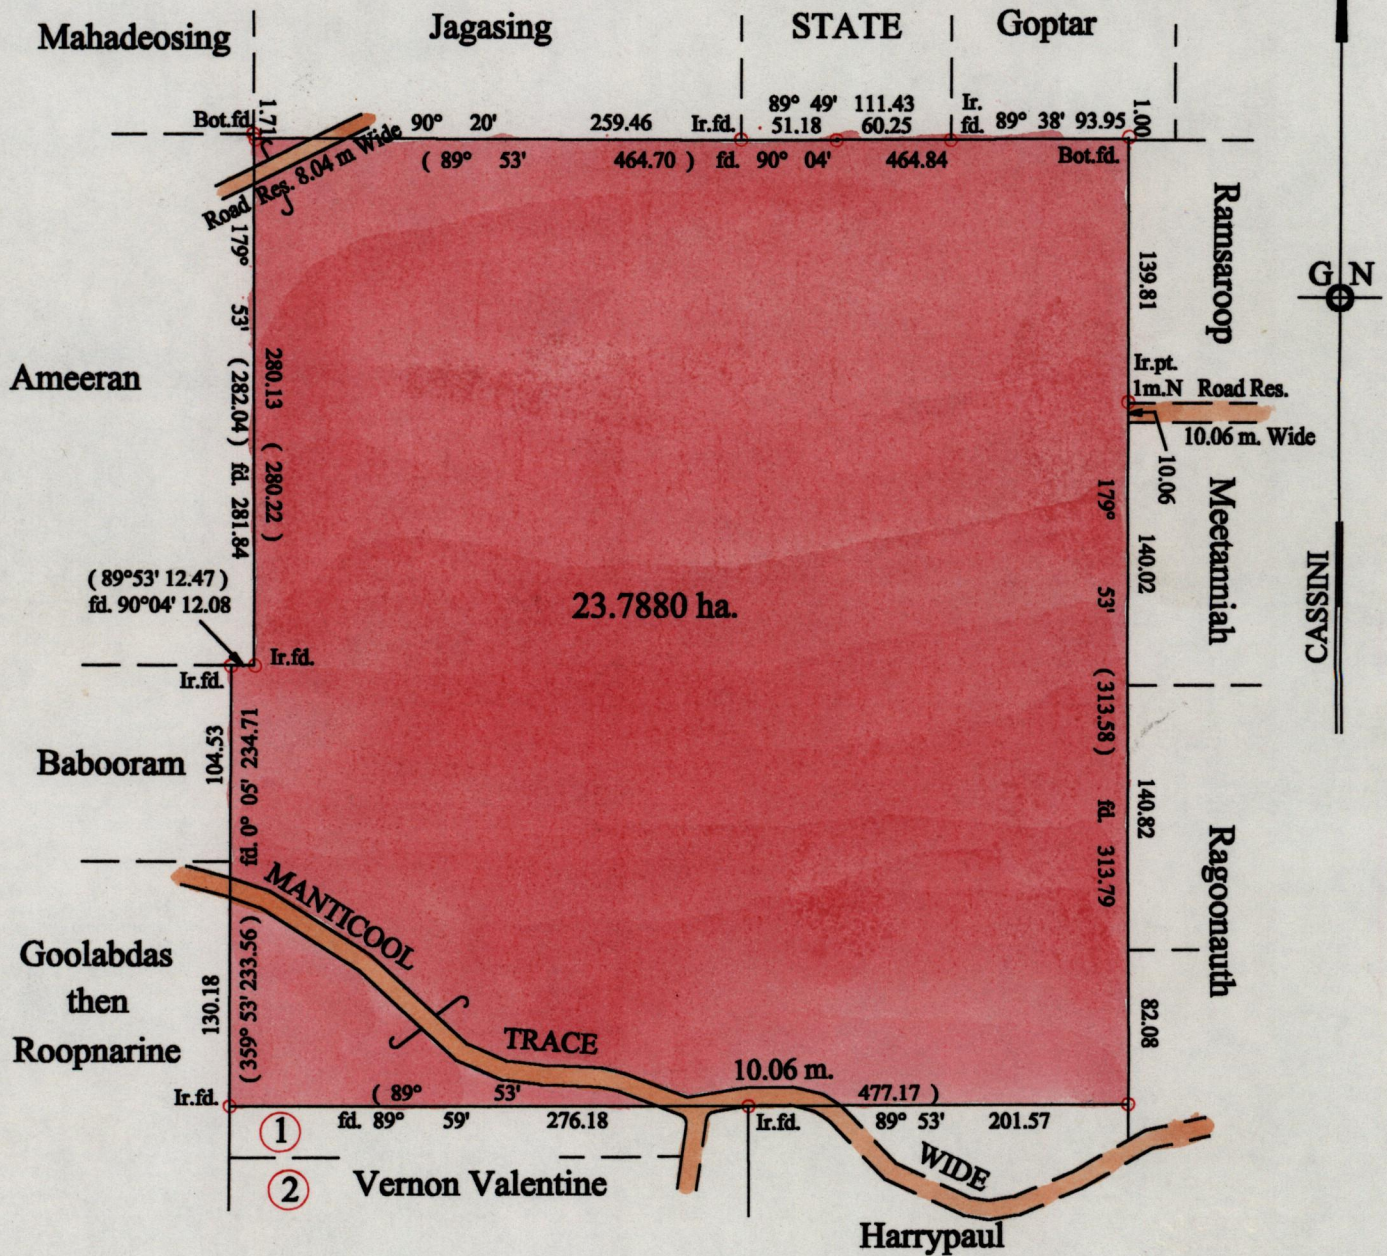 Mahadeosing
Jagasing
STATE
Goptar
Bot.fd.
1.71
90° 20' 259.46
Ir.fd.
89° 49' 111.43
51.18 60.25
Ir.
fd. 89° 38' 93.95
1.00
( 89° 53' 464.70 ) fd. 90° 04' 464.84
Bot.fd.
Road Res. 8.04 m Wide
Ramsaroop
139.81
G N
179° 53' ( 282.04 ) fd. 281.84
280.13 ( 280.22 )
Ameeran
Ir.pt.
1m.N Road Res.
10.06 m. Wide
10.06
Meetanniah
140.02
179° 53' ( 313.58 ) fd. 313.79
CASSINI
( 89°53' 12.47 )
fd. 90°04' 12.08
23.7880 ha.
Ir.fd.
Ir.fd.
Babooram
104.53
fd. 0° 05' 234.71
140.82
Ragoonauth
MANTICOOL
Goolabdas
then
Roopnarine
130.18
( 359° 53' 233.56 )
82.08
TRACE
10.06 m.
Ir.fd.
( 89° 53' 477.17 )
1
fd. 89° 59' 276.18
Ir.fd.
89° 53' 201.57
2
Vernon Valentine
WIDE
Harrypaul